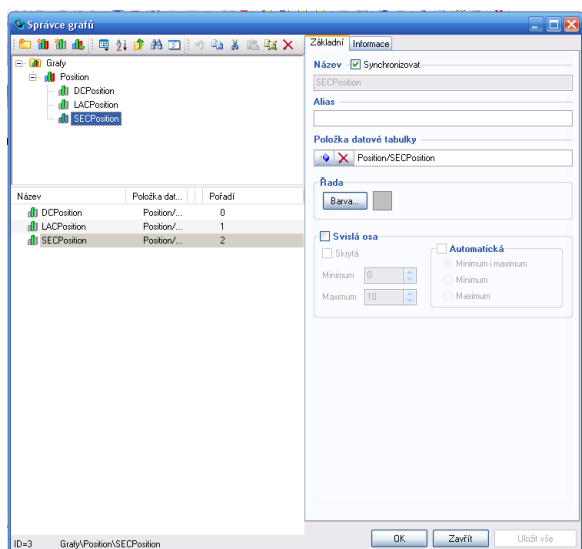 Správce grafů
Základní Informace
Grafy
Position
DCPosition
LACPosition
SECPosition
Název Synchronizovat
SECPosition
Alias
Položka datové tabulky
Position/SECPosition
Řada
Barva...
Svislá osa
Skrytá
Minimum 0
Maximum 10
Automatická
Minimum i maximum
Minimum
Maximum
Název Položka dat... Pořadí
DCPosition Position/... 0
LACPosition Position/... 1
SECPosition Position/... 2
OK Zavřít Uložit vše
ID=3 Grafy\Position\SECPosition